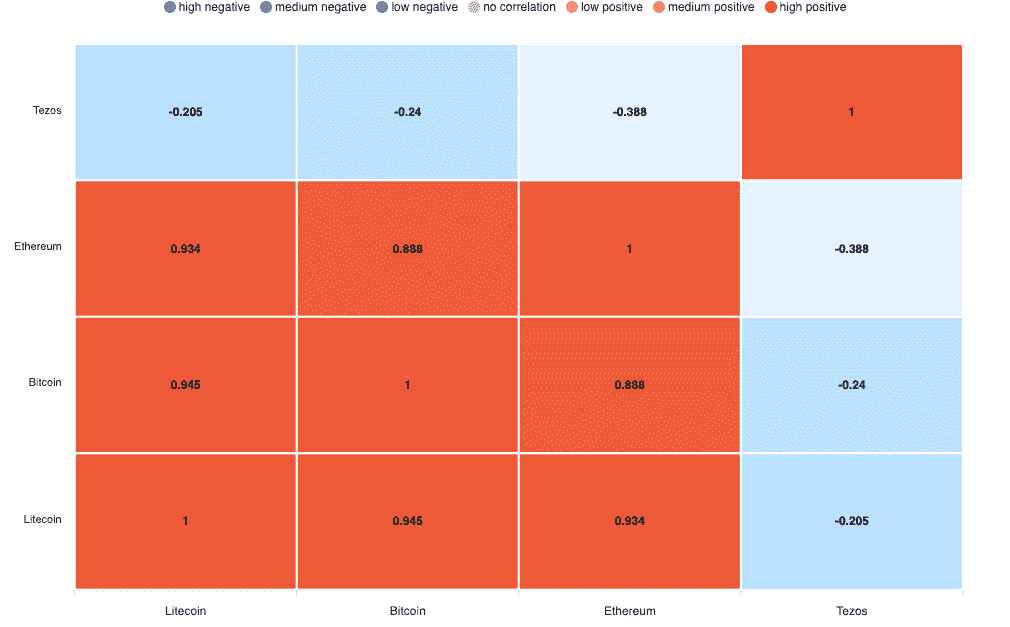 high negative medium negative low negative no correlation low positive medium positive high positive
Tezos -0.205 -0.24 -0.388 1
Ethereum 0.934 0.888 1 -0.388
Bitcoin 0.945 1 0.888 -0.24
Litecoin 1 0.945 0.934 -0.205
Litecoin Bitcoin Ethereum Tezos